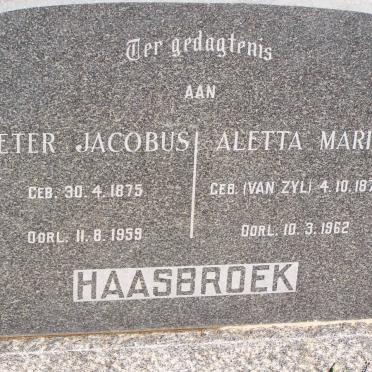 Ter gedagtenis
AAN
ETER JACOBUS ALETTA MARI
GEB. 30.4.1875 GEB. (VAN ZYL) 4.10.187
OORL. 11.8.1959 OORL. 10.3.1962
HAASBROEK